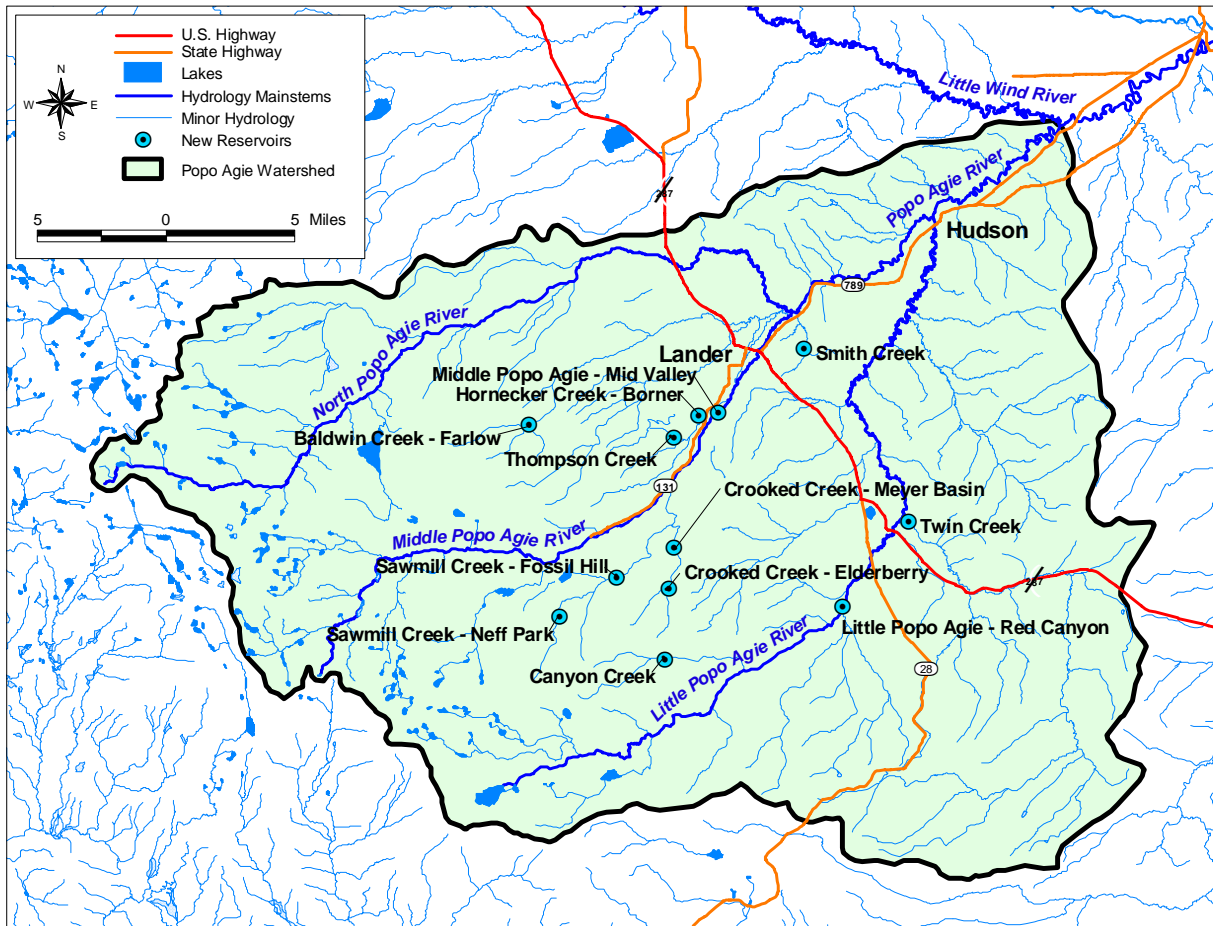 U.S. Highway
State Highway
Lakes
Hydrology Mainstems
Minor Hydrology
New Reservoirs
Popo Agie Watershed
N
W E
S
5 0 5 Miles
Little Wind River
Popo Agie River
Hudson
287
789
North Popo Agie River
Lander
Smith Creek
Middle Popo Agie - Mid Valley
Hornecker Creek - Borner
Baldwin Creek - Farlow
Thompson Creek
131
Crooked Creek - Meyer Basin
Twin Creek
Middle Popo Agie River
Sawmill Creek - Fossil Hill
Crooked Creek - Elderberry
287
Sawmill Creek - Neff Park
Little Popo Agie - Red Canyon
Canyon Creek
Little Popo Agie River
28